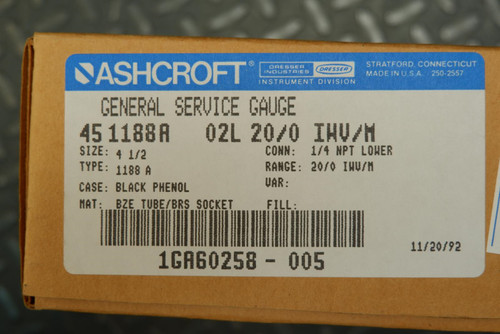 ASHCROFT®
DRESSER INDUSTRIES DRESSER
INSTRUMENT DIVISION
STRATFORD, CONNECTICUT
MADE IN U.S.A. 250-2557
GENERAL SERVICE GAUGE
45 1188A 02L 20/0 IWV/M
SIZE: 4 1/2 CONN: 1/4 NPT LOWER
TYPE: 1188 A RANGE: 20/0 IWV/M
CASE: BLACK PHENOL VAR:
MAT: BZE TUBE/BRS SOCKET FILL:
1GA60258-005
11/20/92